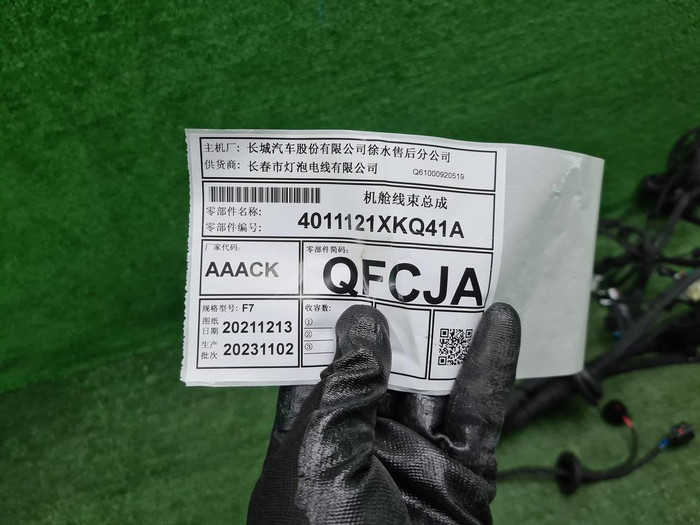 主机厂: 长城汽车股份有限公司徐水售后分公司
供货商: 长春市灯泡电线有限公司
Q61000920519
机舱线束总成
零部件名称:
零部件编号: 4011121XKQ41A
厂家代码:
AAACK
零部件简码:
QFCJA
规格型号: F7
图纸日期 20211213
生产批次 20231102
收容数:
①
②
③